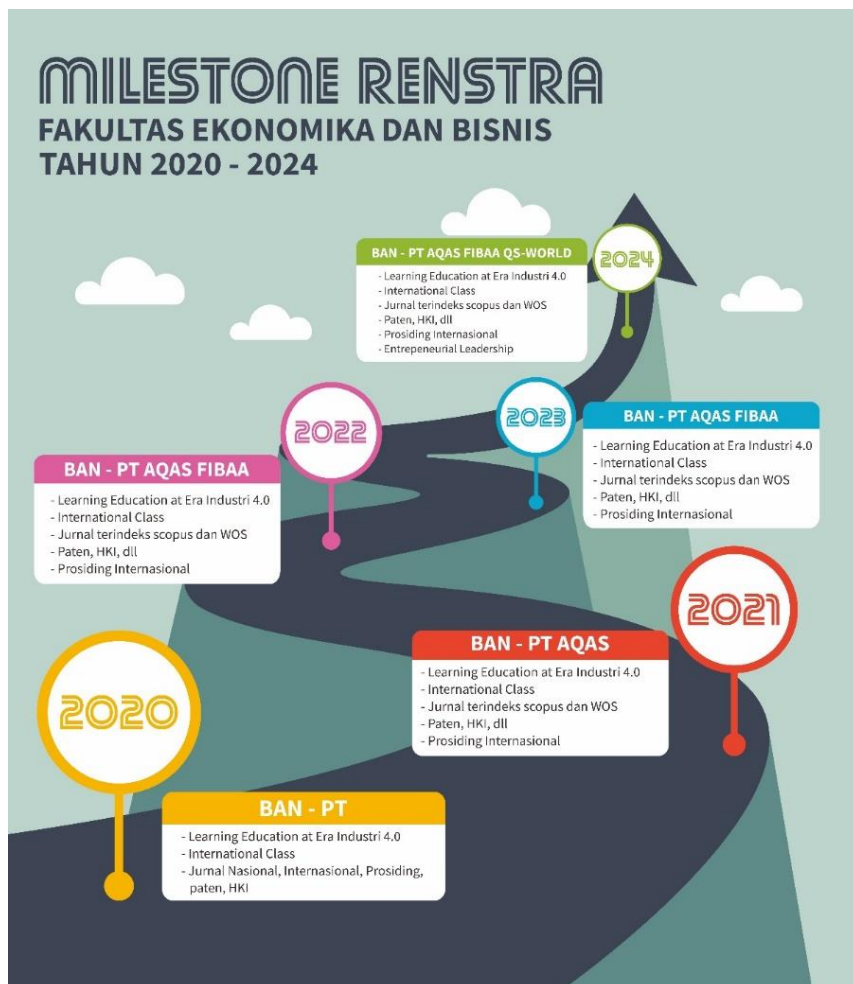 MILESTONE RENSTRA
FAKULTAS EKONOMIKA DAN BISNIS
TAHUN 2020 - 2024
2024
BAN - PT AQAS FIBAA QS-WORLD
- Learning Education at Era Industri 4.0
- International Class
- Jurnal terindeks scopus dan WOS
- Paten, HKI, dll
- Prosiding Internasional
- Entrepeneurial Leadership
2023
BAN - PT AQAS FIBAA
- Learning Education at Era Industri 4.0
- International Class
- Jurnal terindeks scopus dan WOS
- Paten, HKI, dll
- Prosiding Internasional
2022
BAN - PT AQAS FIBAA
- Learning Education at Era Industri 4.0
- International Class
- Jurnal terindeks scopus dan WOS
- Paten, HKI, dll
- Prosiding Internasional
2021
BAN - PT AQAS
- Learning Education at Era Industri 4.0
- International Class
- Jurnal terindeks scopus dan WOS
- Paten, HKI, dll
- Prosiding Internasional
2020
BAN - PT
- Learning Education at Era Industri 4.0
- International Class
- Jurnal Nasional, Internasional, Prosiding,
paten, HKI